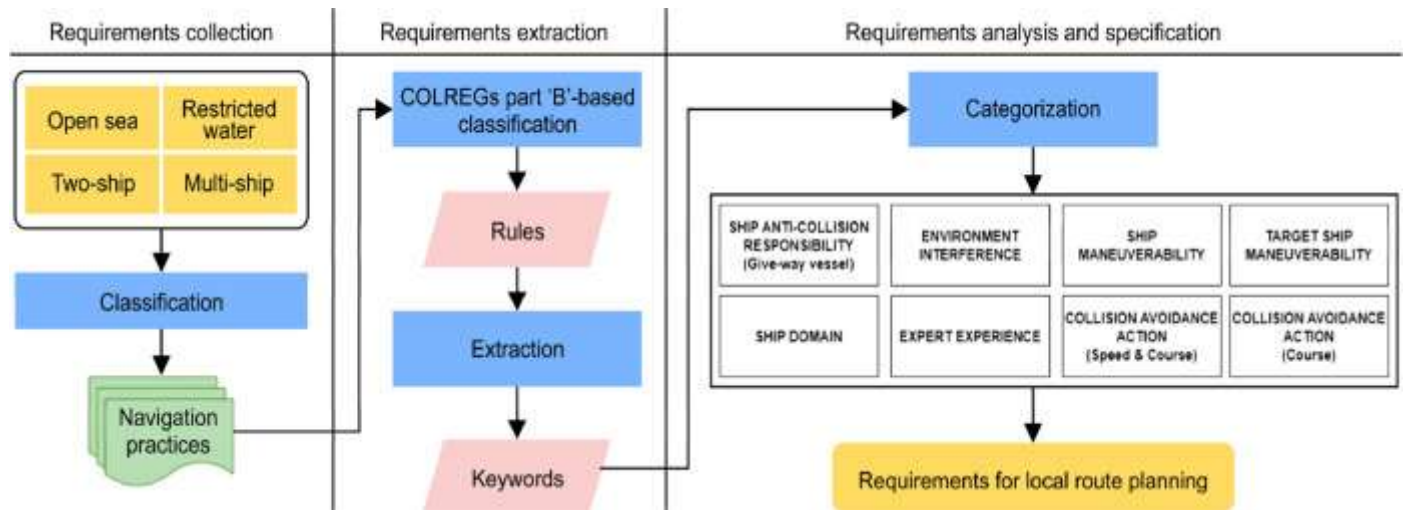 Requirements collection
Requirements extraction
Requirements analysis and specification
Open sea
Restricted
water
Two-ship
Multi-ship
Classification
Navigation
practices
COLREGs part 'B'-based
classification
Rules
Extraction
Keywords
Categorization
SHIP ANTI-COLLISION
RESPONSIBILITY
(Give-way vessel)
ENVIRONMENT
INTERFERENCE
SHIP
MANEUVERABILITY
TARGET SHIP
MANEUVERABILITY
SHIP DOMAIN
EXPERT EXPERIENCE
COLLISION AVOIDANCE
ACTION
(Speed & Course)
COLLISION AVOIDANCE
ACTION
(Course)
Requirements for local route planning